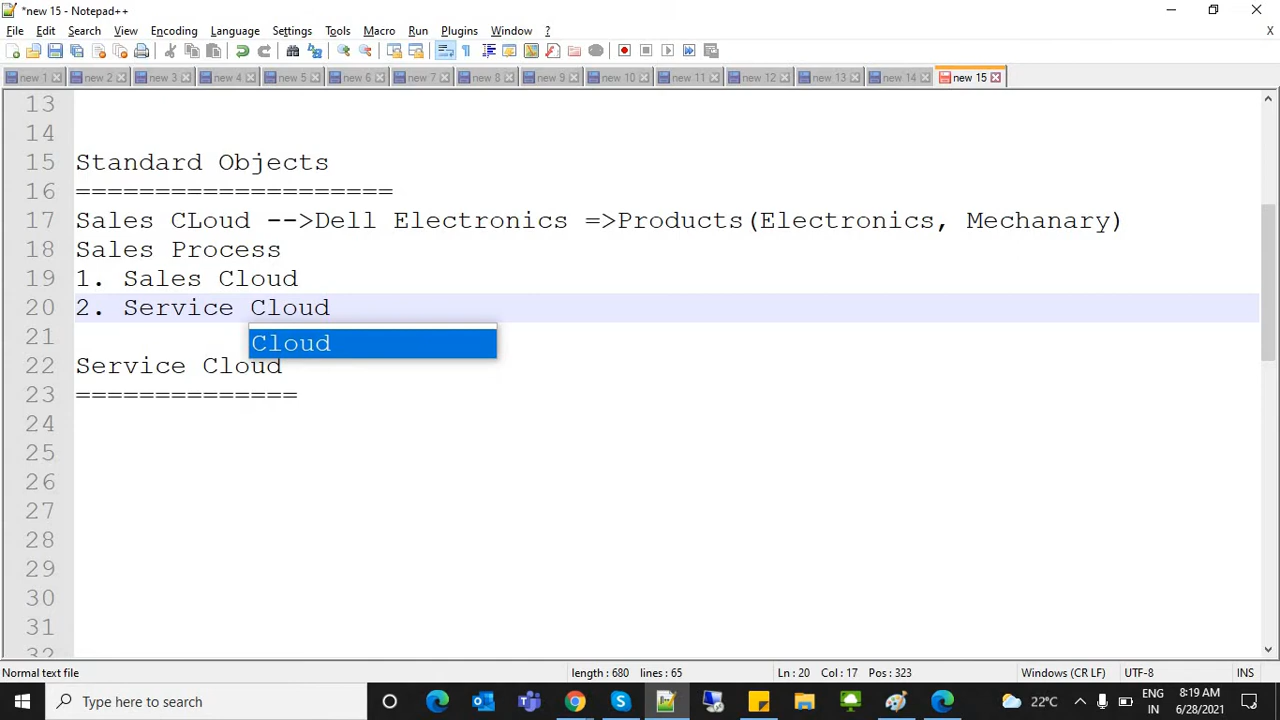 *new 15 - Notepad++
File Edit Search View Encoding Language Settings Tools Macro Run Plugins Window ? X
new 1 new 2 new 3 new 4 new 5 new 6 new 7 new 8 new 9 new 10 new 11 new 12 new 13 new 14 new 15
13
14
15 Standard Objects
16 ====================
17 Sales CLoud -->Dell Electronics =>Products(Electronics, Mechanary)
18 Sales Process
19 1. Sales Cloud
20 2. Service Cloud
21
Cloud
22 Service Cloud
23 ==============
24
25
26
27
28
29
30
31
32
Normal text file length : 680 lines : 65 Ln : 20 Col : 17 Pos : 323 Windows (CR LF) UTF-8 INS
Type here to search 22°C ENG IN 8:19 AM 6/28/2021